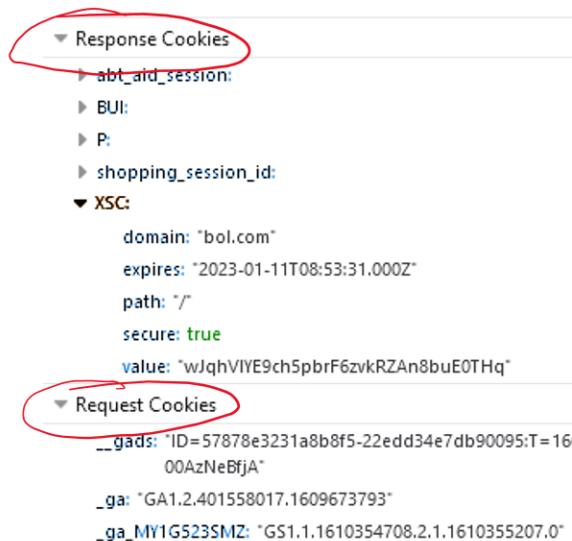 Response Cookies
abt_aid_session:
BUI:
P:
shopping_session_id:
XSC:
domain: "bol.com"
expires: "2023-01-11T08:53:31.000Z"
path: "/"
secure: true
value: "wJqhVIYE9ch5pbrF6zvkRZAn8buE0THq"
Request Cookies
__gads: "ID=57878e3231a8b8f5-22edd34e7db90095:T=16
00AzNeBfjA"
_ga: "GA1.2.401558017.1609673793"
_ga_MY1G523SMZ: "GS1.1.1610354708.2.1.1610355207.0"